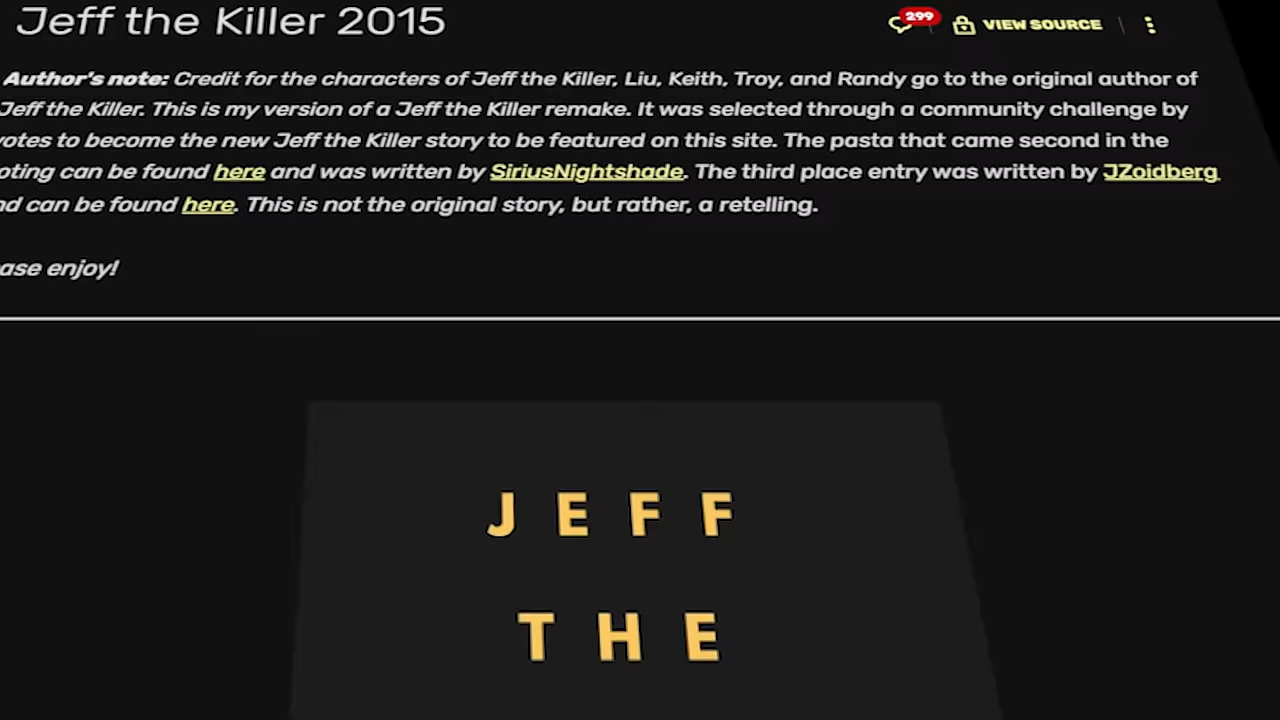 Jeff the Killer 2015
299
VIEW SOURCE
Author's note: Credit for the characters of Jeff the Killer, Liu, Keith, Troy, and Randy go to the original author of
Jeff the Killer. This is my version of a Jeff the Killer remake. It was selected through a community challenge by
votes to become the new Jeff the Killer story to be featured on this site. The pasta that came second in the
oting can be found here and was written by SiriusNightshade. The third place entry was written by JZoidberg
nd can be found here. This is not the original story, but rather, a retelling.
ase enjoy!
JEFF
THE